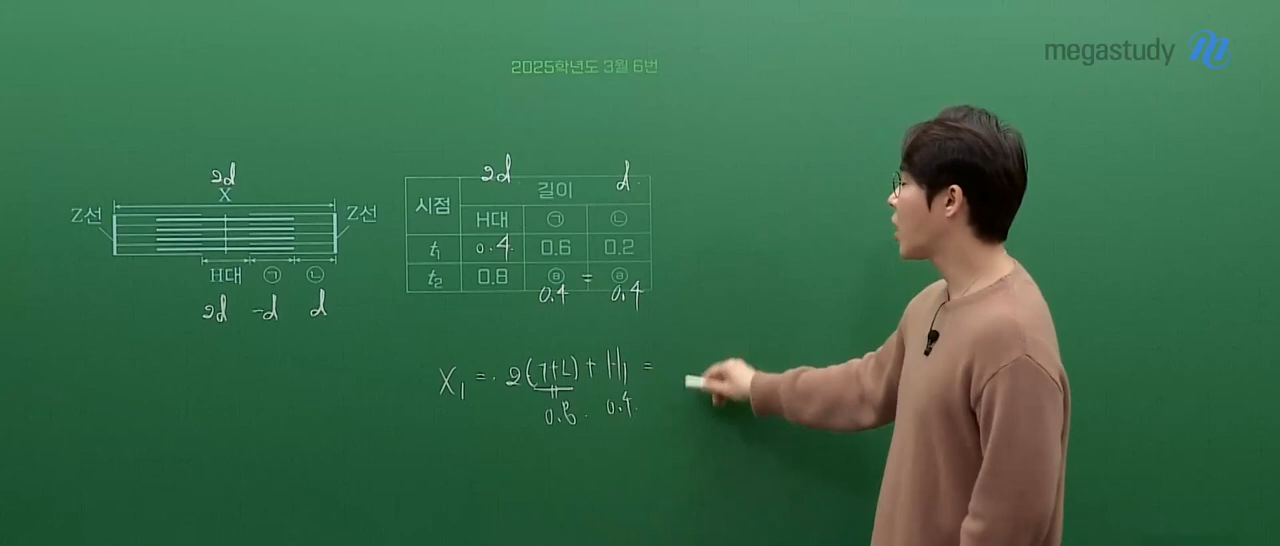 megastudy
2025학년도 3월 6번
2d
X
Z선 Z선
H대 ㉠ ㉡
2d -d d
2d d
시점 길이
H대 ㉠ ㉡
t₁ 0.4 0.6 0.2
t₂ 0.8 ⓐ = ⓐ
0.4 0.4
X₁ = 2(ㄱ+ㄴ) + H₁ =
0.8 0.4